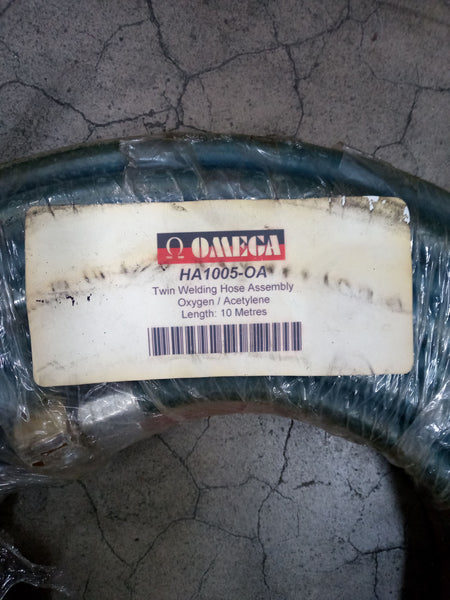 Ω OMEGA
HA1005-OA
Twin Welding Hose Assembly
Oxygen / Acetylene
Length: 10 Metres